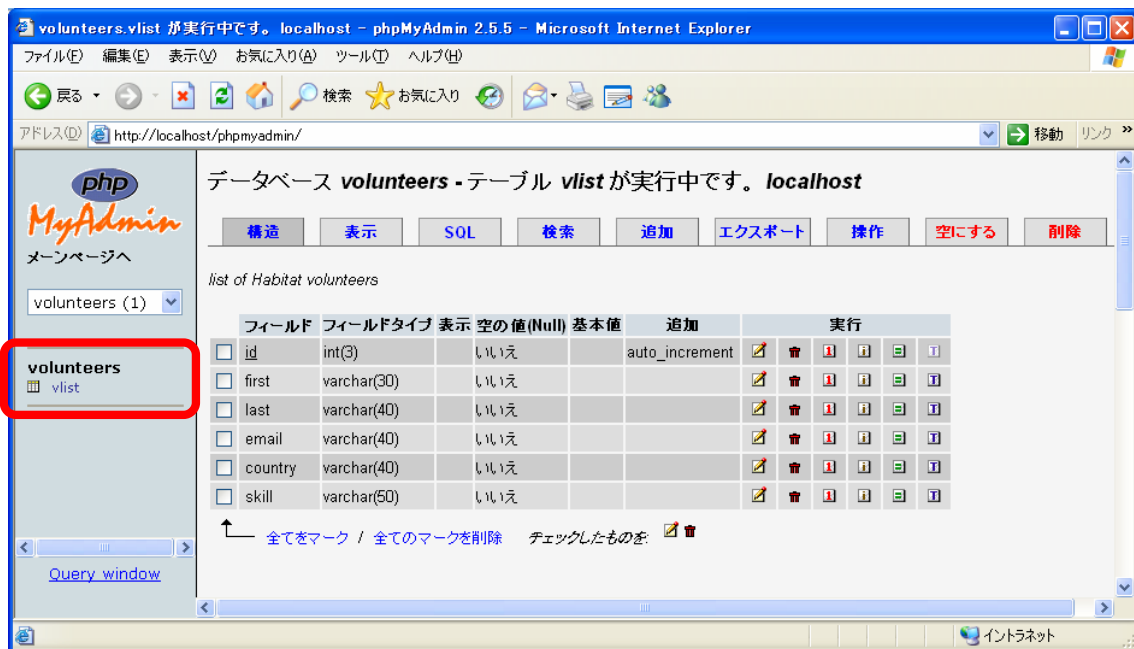 volunteers.vlist が実行中です。localhost - phpMyAdmin 2.5.5 - Microsoft Internet Explorer
ファイル(F) 編集(E) 表示(V) お気に入り(A) ツール(T) ヘルプ(H)
戻る 検索 お気に入り
アドレス(D) http://localhost/phpmyadmin/ 移動 リンク »
php
MyAdmin
メーンページへ
volunteers (1)
volunteers
vlist
Query window
データベース volunteers - テーブル vlist が実行中です。localhost
構造 表示 SQL 検索 追加 エクスポート 操作 空にする 削除
list of Habitat volunteers
フィールド フィールドタイプ 表示 空の値(Null) 基本値 追加 実行
id int(3) いいえ auto_increment
first varchar(30) いいえ
last varchar(40) いいえ
email varchar(40) いいえ
country varchar(40) いいえ
skill varchar(50) いいえ
全てをマーク / 全てのマークを削除 チェックしたものを:
イントラネット